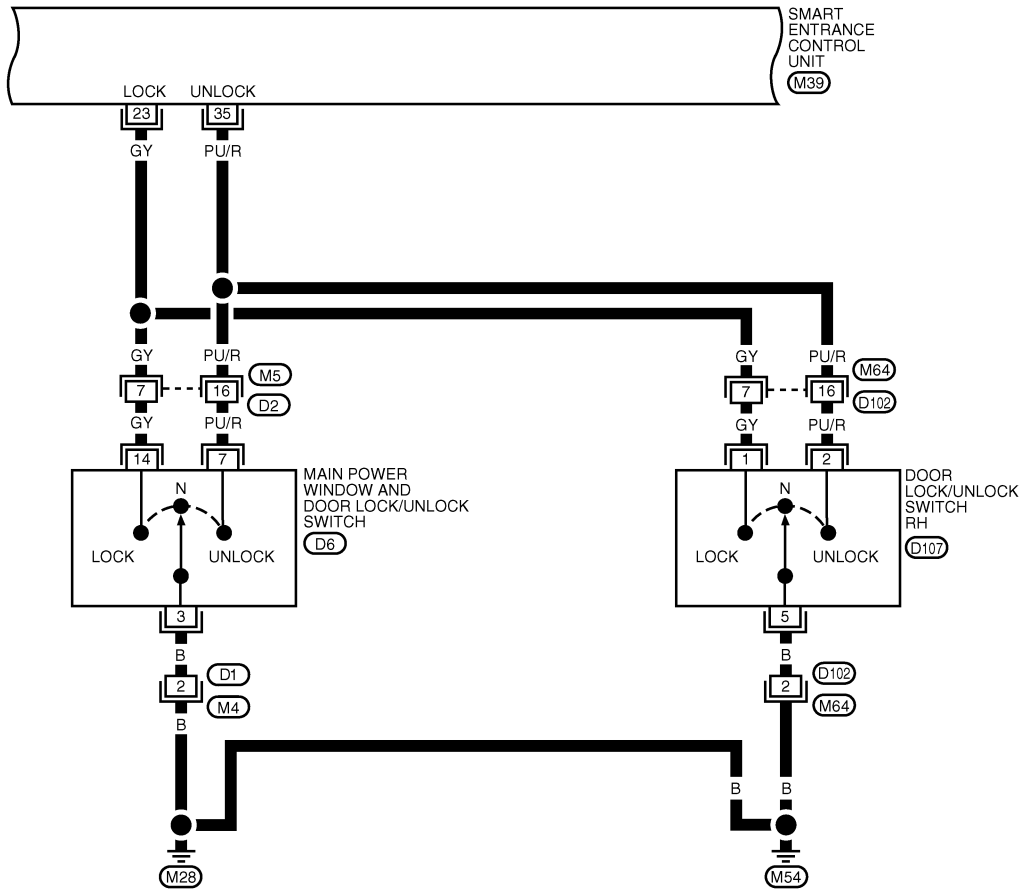 SMART
ENTRANCE
CONTROL
UNIT
M39
LOCK UNLOCK
23 35
GY PU/R
GY PU/R GY PU/R
M5 M64
7 16 7 16
D2 D102
GY PU/R GY PU/R
14 7 1 2
MAIN POWER
WINDOW AND
DOOR LOCK/UNLOCK
SWITCH
D6
N
LOCK UNLOCK
DOOR
LOCK/UNLOCK
SWITCH
RH
D107
N
LOCK UNLOCK
3 5
B B
D1 D102
2 2
M4 M64
B
B B
M28 M54